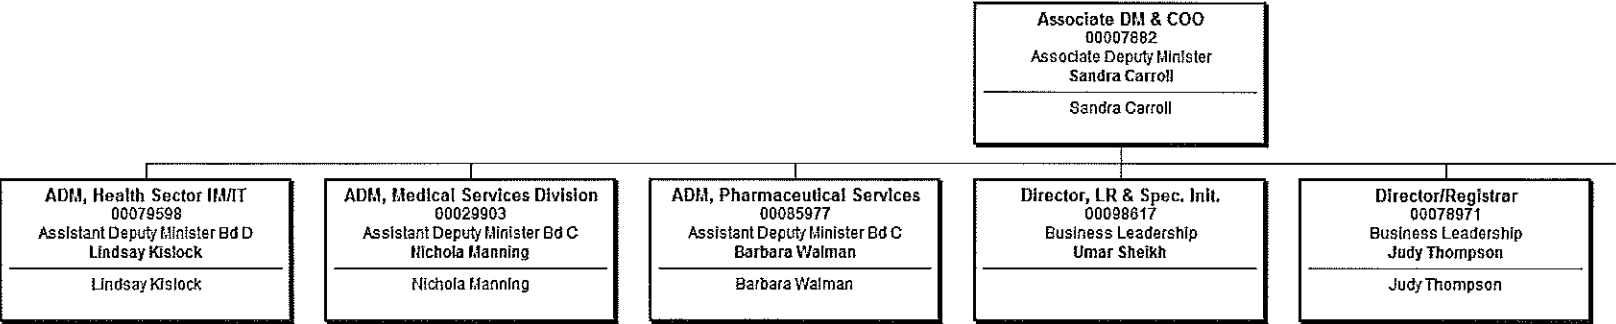 Associate DM & COO
00007882
Associate Deputy Minister
Sandra Carroll
Sandra Carroll
ADM, Health Sector IM/IT
00079598
Assistant Deputy Minister Bd D
Lindsay Kislock
Lindsay Kislock
ADM, Medical Services Division
00029903
Assistant Deputy Minister Bd C
Nichola Manning
Nichola Manning
ADM, Pharmaceutical Services
00085977
Assistant Deputy Minister Bd C
Barbara Walman
Barbara Walman
Director, LR & Spec. Init.
00098617
Business Leadership
Umar Sheikh
Director/Registrar
00078971
Business Leadership
Judy Thompson
Judy Thompson